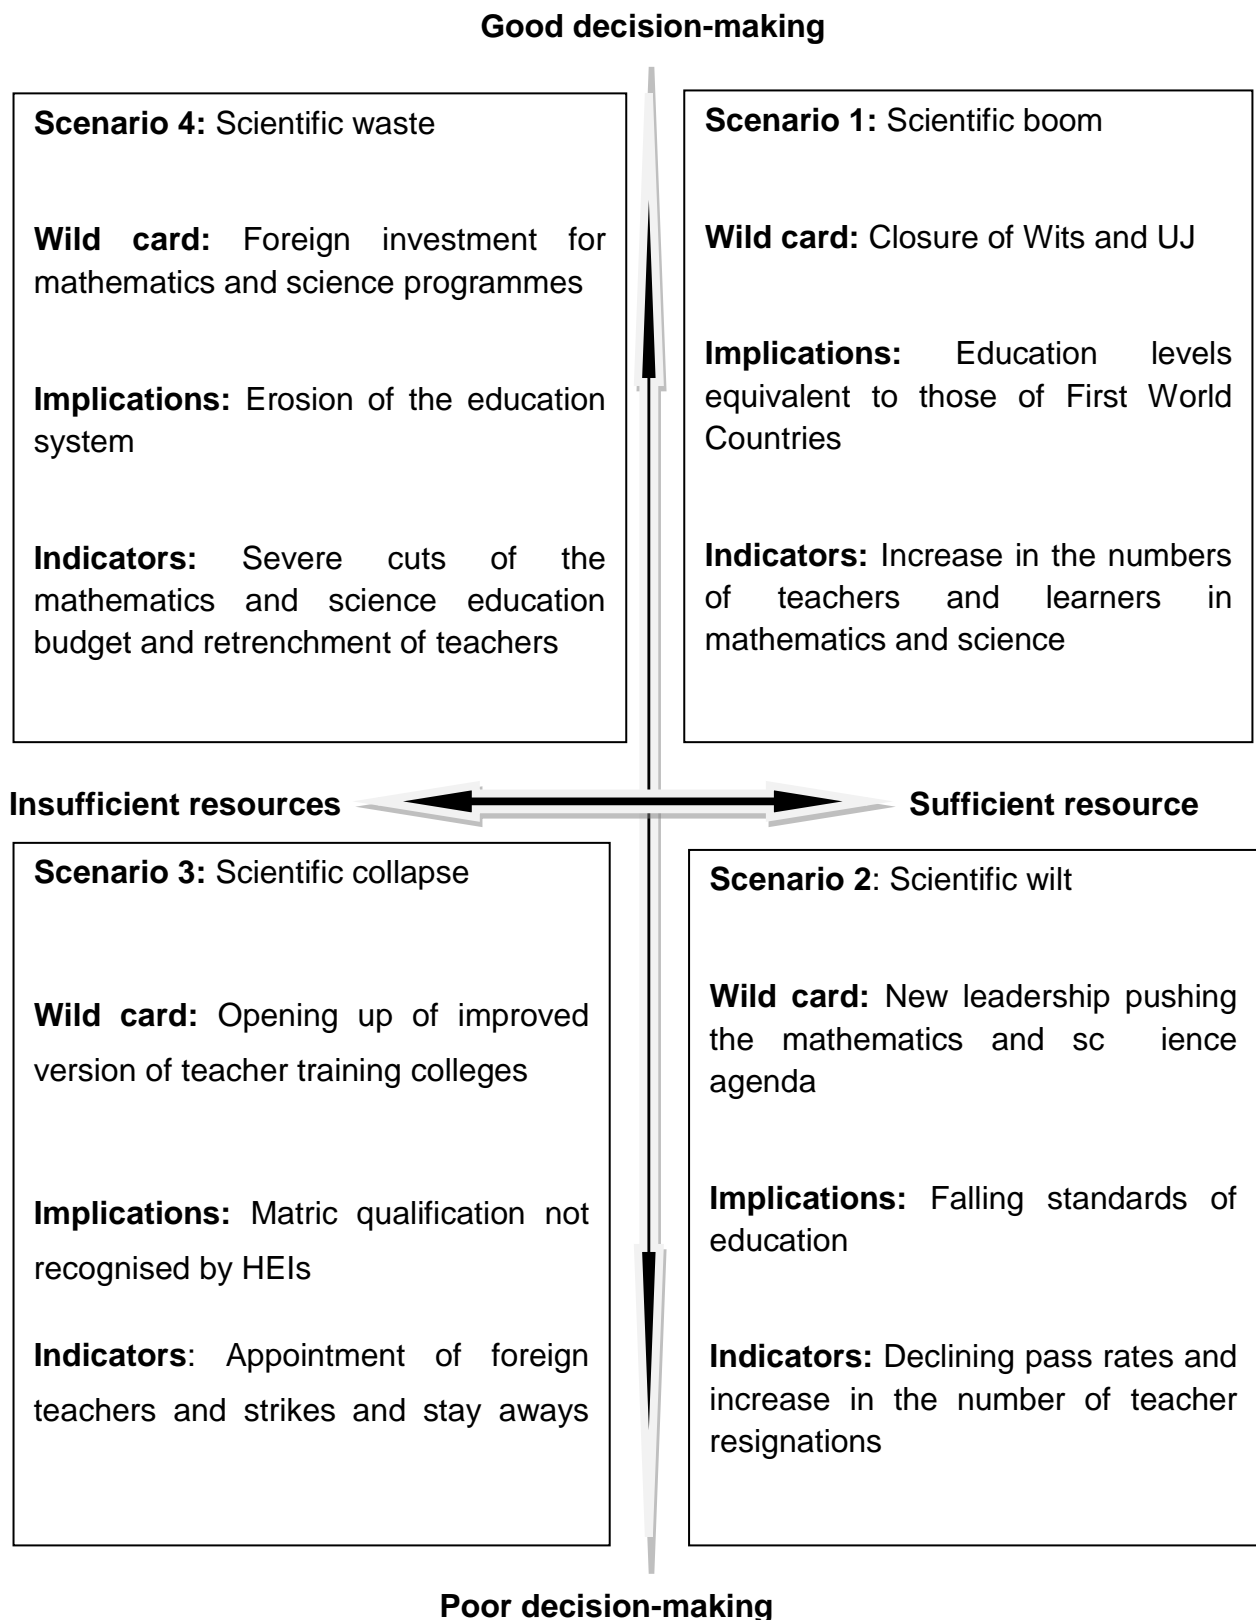 Good decision-making
Scenario 4: Scientific waste
Wild card: Foreign investment for
mathematics and science programmes
Implications: Erosion of the education
system
Indicators: Severe cuts of the
mathematics and science education
budget and retrenchment of teachers
Scenario 1: Scientific boom
Wild card: Closure of Wits and UJ
Implications: Education levels
equivalent to those of First World
Countries
Indicators: Increase in the numbers
of teachers and learners in
mathematics and science
Insufficient resources
Sufficient resource
Scenario 3: Scientific collapse
Wild card: Opening up of improved
version of teacher training colleges
Implications: Matric qualification not
recognised by HEIs
Indicators: Appointment of foreign
teachers and strikes and stay aways
Scenario 2: Scientific wilt
Wild card: New leadership pushing
the mathematics and sc ience
agenda
Implications: Falling standards of
education
Indicators: Declining pass rates and
increase in the number of teacher
resignations
Poor decision-making